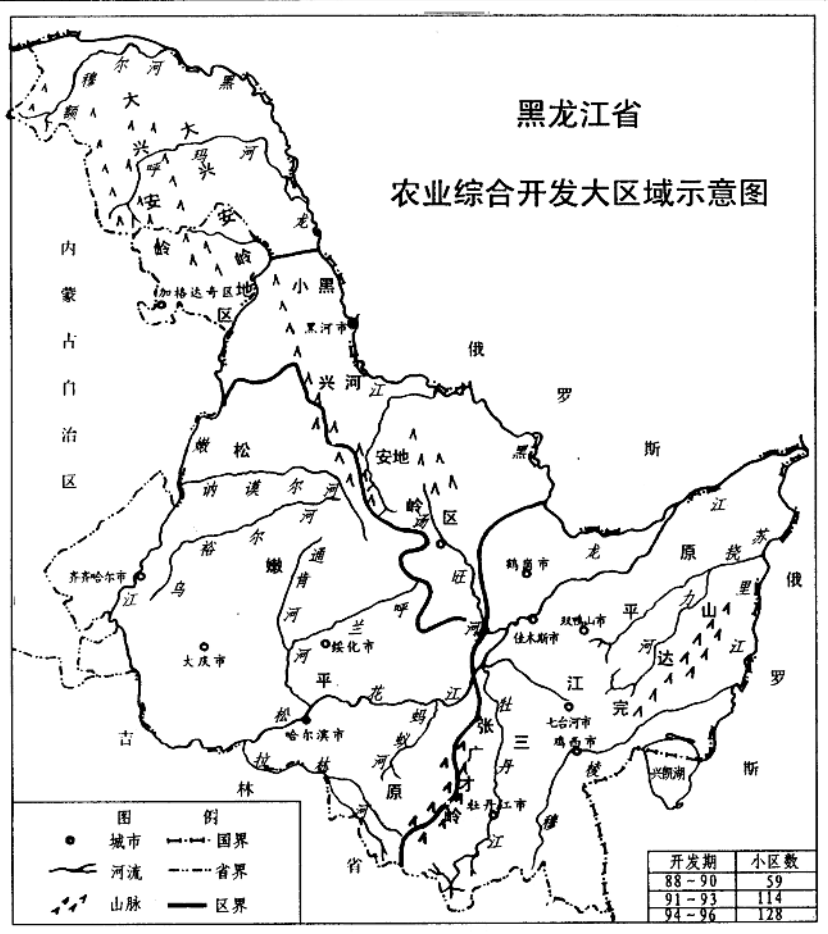 黑龙江省
农业综合开发大区域示意图
额穆尔河
黑
大兴安岭
大兴安岭地区
呼玛河
龙
内蒙古自治区
加格达奇区
小兴安岭
黑河地区
黑河市
江
俄罗斯
嫩
松
讷谟尔河
黑
汤旺河
乌裕尔河
通肯河
嫩
鹤岗市
龙
江
原
挠力河
乌苏里江
俄罗斯
齐齐哈尔市
江
呼兰河
绥化市
佳木斯市
双鸭山市
平
完达山
大庆市
平
松花江
蚂蚁河
哈尔滨市
牡丹江
张广才岭
三
江
七台河市
鸡西市
穆棱
兴凯湖
吉林省
拉林河
原
牡丹江市
图 例
城市 国界
河流 省界
山脉 区界
开发期 小区数
88~90 59
91~93 114
94~96 128